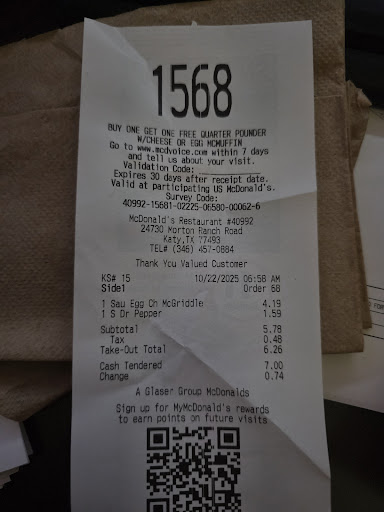 1568
BUY ONE GET ONE FREE QUARTER POUNDER
W/CHEESE OR EGG MCMUFFIN
Go to www.mcdvoice.com within 7 days
and tell us about your visit.
Validation Code:
Expires 30 days after receipt date.
Valid at participating US McDonald's.
Survey Code:
40992-15681-02225-06580-00062-6
McDonald's Restaurant #40992
24730 Morton Ranch Road
Katy,TX 77493
TEL# (346) 457-0884
Thank You Valued Customer
KS# 15 10/22/2025 06:58 AM
Side1 Order 68
1 Sau Egg Ch McGriddle 4.19
1 S Dr Pepper 1.59
Subtotal 5.78
Tax 0.48
Take-Out Total 6.26
Cash Tendered 7.00
Change 0.74
A Glaser Group McDonalds
Sign up for MyMcDonald's rewards
to earn points on future visits